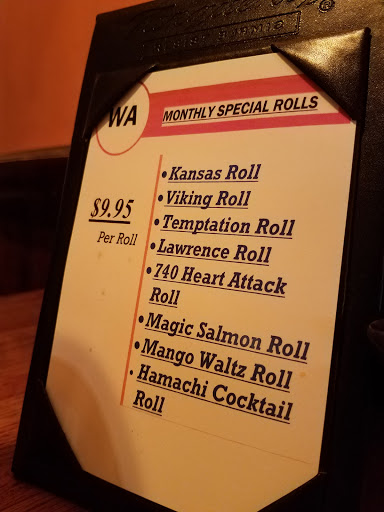 WA
MONTHLY SPECIAL ROLLS
$9.95
Per Roll
• Kansas Roll
• Viking Roll
• Temptation Roll
• Lawrence Roll
• 740 Heart Attack
Roll
• Magic Salmon Roll
• Mango Waltz Roll
• Hamachi Cocktail
Roll